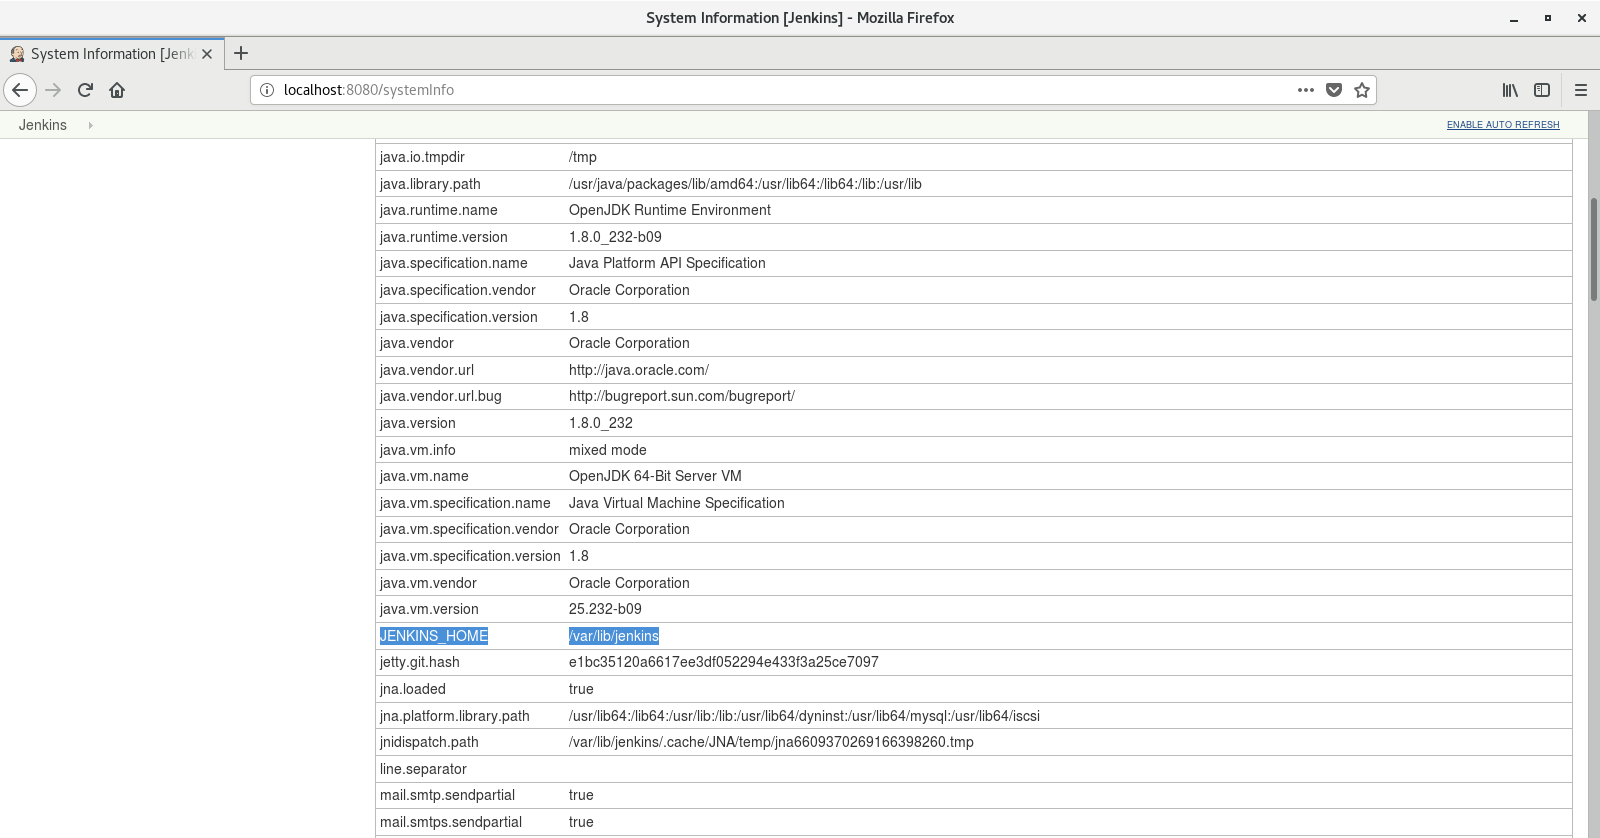 System Information [Jenkins] - Mozilla Firefox
System Information [Jenk
localhost:8080/systemInfo
Jenkins
ENABLE AUTO REFRESH
java.io.tmpdir /tmp
java.library.path /usr/java/packages/lib/amd64:/usr/lib64:/lib64:/lib:/usr/lib
java.runtime.name OpenJDK Runtime Environment
java.runtime.version 1.8.0_232-b09
java.specification.name Java Platform API Specification
java.specification.vendor Oracle Corporation
java.specification.version 1.8
java.vendor Oracle Corporation
java.vendor.url http://java.oracle.com/
java.vendor.url.bug http://bugreport.sun.com/bugreport/
java.version 1.8.0_232
java.vm.info mixed mode
java.vm.name OpenJDK 64-Bit Server VM
java.vm.specification.name Java Virtual Machine Specification
java.vm.specification.vendor Oracle Corporation
java.vm.specification.version 1.8
java.vm.vendor Oracle Corporation
java.vm.version 25.232-b09
JENKINS_HOME /var/lib/jenkins
jetty.git.hash e1bc35120a6617ee3df052294e433f3a25ce7097
jna.loaded true
jna.platform.library.path /usr/lib64:/lib64:/usr/lib:/lib:/usr/lib64/dyninst:/usr/lib64/mysql:/usr/lib64/iscsi
jnidispatch.path /var/lib/jenkins/.cache/JNA/temp/jna6609370269166398260.tmp
line.separator
mail.smtp.sendpartial true
mail.smtps.sendpartial true